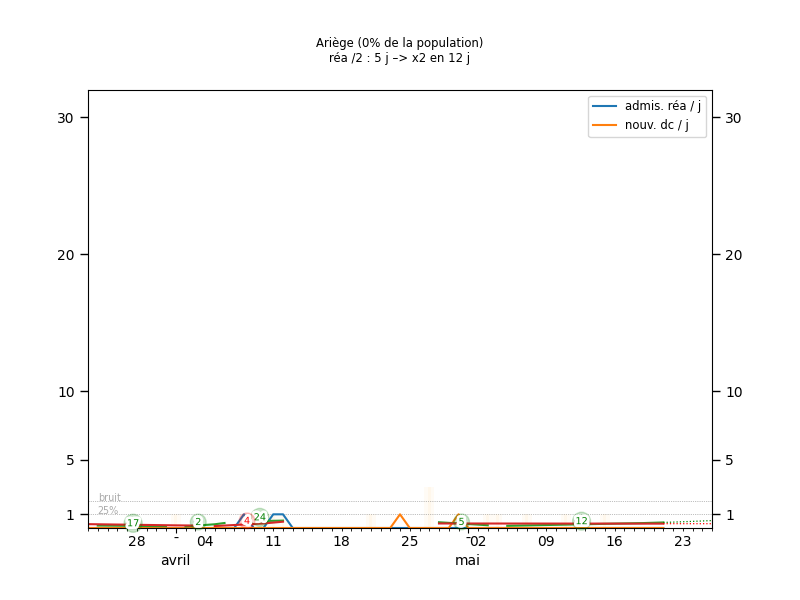 Ariège (0% de la population)
réa /2 : 5 j –> x2 en 12 j
admis. réa / j
nouv. dc / j
30 30
20 20
10 10
5 5
1 1
bruit
25%
17 2 4 24 5 12
28 - 04 11 18 25 - 02 09 16 23
avril mai